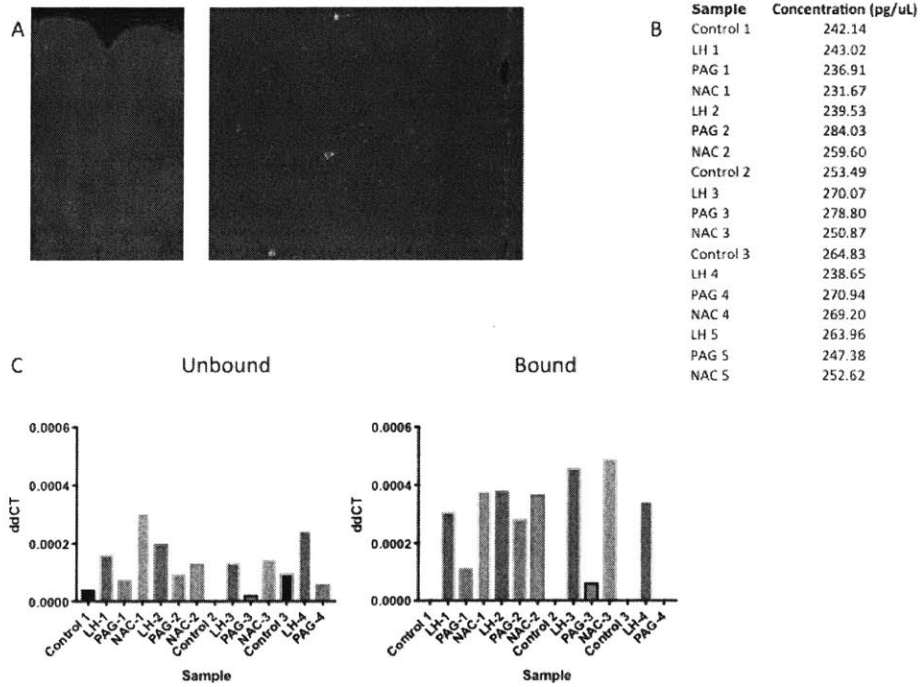 A
B
Sample Concentration (pg/uL)
Control 1 242.14
LH 1 243.02
PAG 1 236.91
NAC 1 231.67
LH 2 239.53
PAG 2 284.03
NAC 2 259.60
Control 2 253.49
LH 3 270.07
PAG 3 278.80
NAC 3 250.87
Control 3 264.83
LH 4 238.65
PAG 4 270.94
NAC 4 269.20
LH 5 263.96
PAG 5 247.38
NAC 5 252.62
C
Unbound
0.0006
0.0004
0.0002
0.0000
ddCT
Control 1
LH-1
PAG-1
NAC-1
LH-2
PAG-2
NAC-2
Control 2
LH-3
PAG-3
NAC-3
Control 3
LH-4
PAG-4
Sample
Bound
0.0006
0.0004
0.0002
0.0000
ddCT
Control 1
LH-1
PAG-1
NAC-1
LH-2
PAG-2
NAC-2
Control 2
LH-3
PAG-3
NAC-3
Control 3
LH-4
PAG-4
Sample